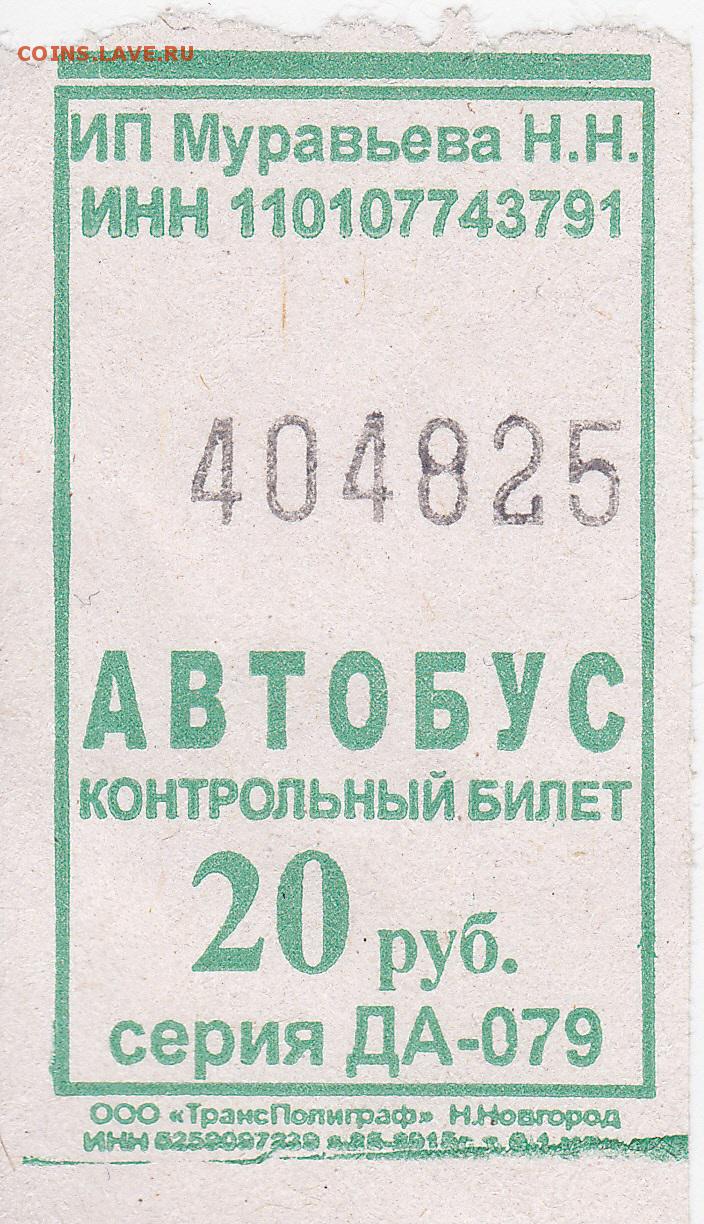 COINS.LAVE.RU
ИП Муравьева Н.Н.
ИНН 110107743791
404825
АВТОБУС
КОНТРОЛЬНЫЙ БИЛЕТ
20 руб.
серия ДА-079
ООО «ТрансПолиграф» Н.Новгород
ИНН